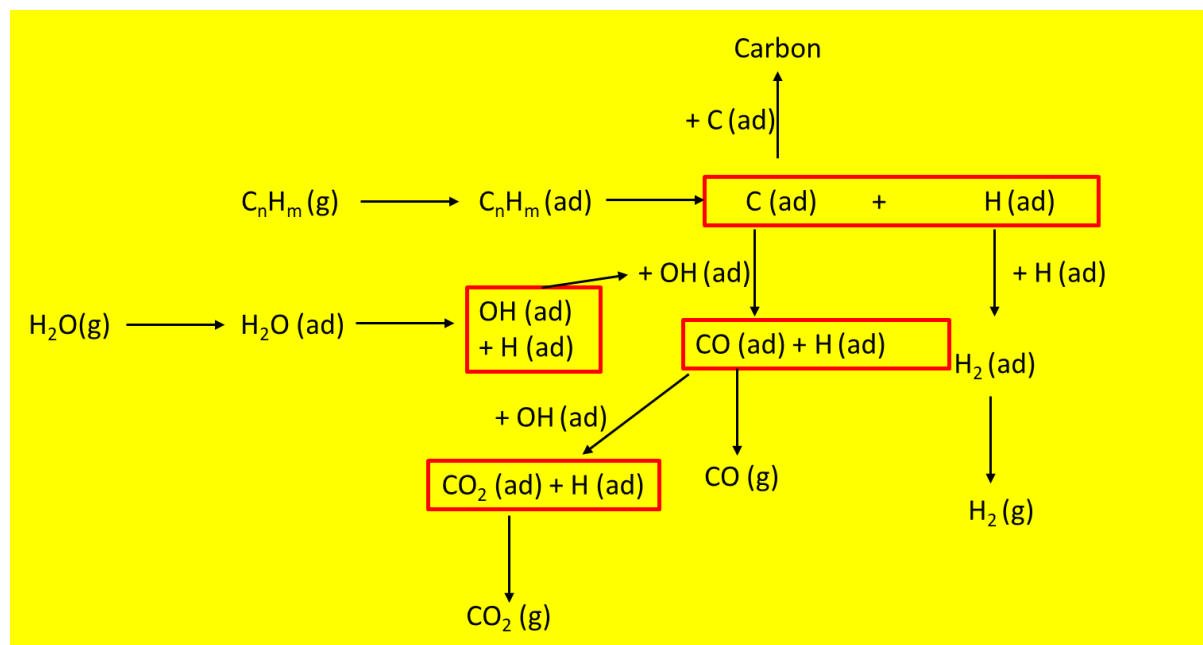 Carbon
+ C (ad)
CₙHₘ (g)
CₙHₘ (ad)
C (ad) + H (ad)
+ OH (ad)
+ H (ad)
H₂O(g)
H₂O (ad)
OH (ad)
+ H (ad)
CO (ad) + H (ad)
H₂ (ad)
+ OH (ad)
CO₂ (ad) + H (ad)
CO (g)
H₂ (g)
CO₂ (g)